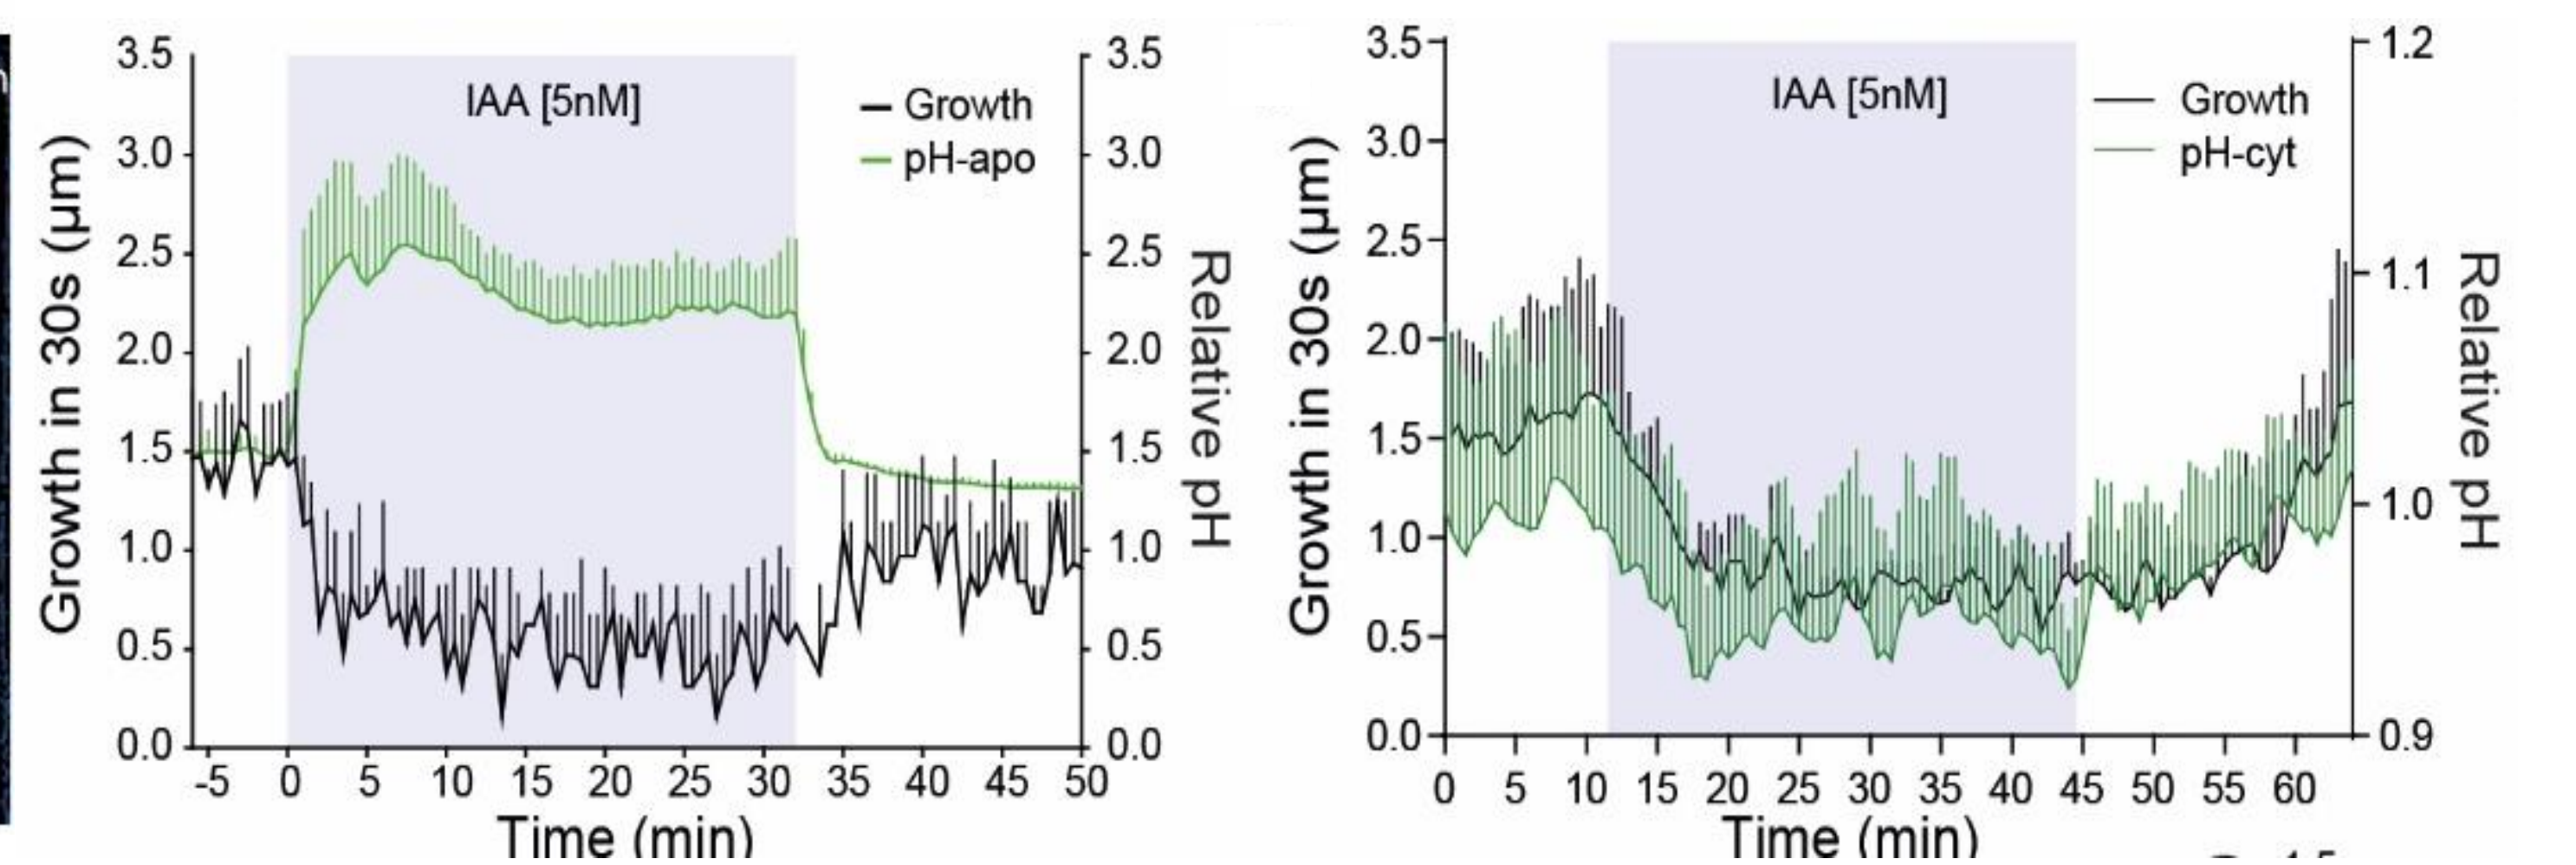 3.5
3.0
2.5
2.0
1.5
1.0
0.5
0.0
Growth in 30s (μm)
IAA [5nM]
Growth
pH-apo
3.5
3.0
2.5
2.0
1.5
1.0
0.5
0.0
Relative pH
-5 0 5 10 15 20 25 30 35 40 45 50
Time (min)
3.5
3.0
2.5
2.0
1.5
1.0
0.5
0.0
Growth in 30s (μm)
IAA [5nM]
Growth
pH-cyt
1.2
1.1
1.0
0.9
Relative pH
0 5 10 15 20 25 30 35 40 45 50 55 60
Time (min)